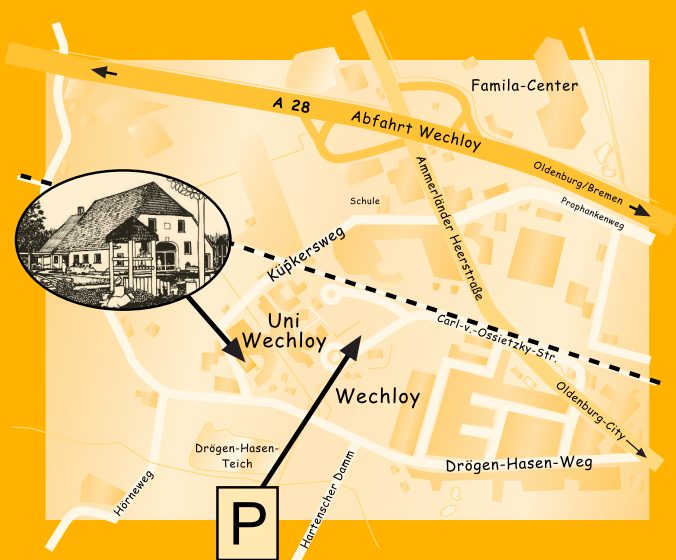 Famila-Center
A 28
Abfahrt Wechloy
Oldenburg/Bremen
Prophankenweg
Schule
Ammerländer Heerstraße
Küpkersweg
Uni
Wechloy
Carl-v.-Ossietzky-Str.
Wechloy
Oldenburg-City
Drögen-Hasen-
Teich
Drögen-Hasen-Weg
Hörneweg
Hartenscher Damm
P